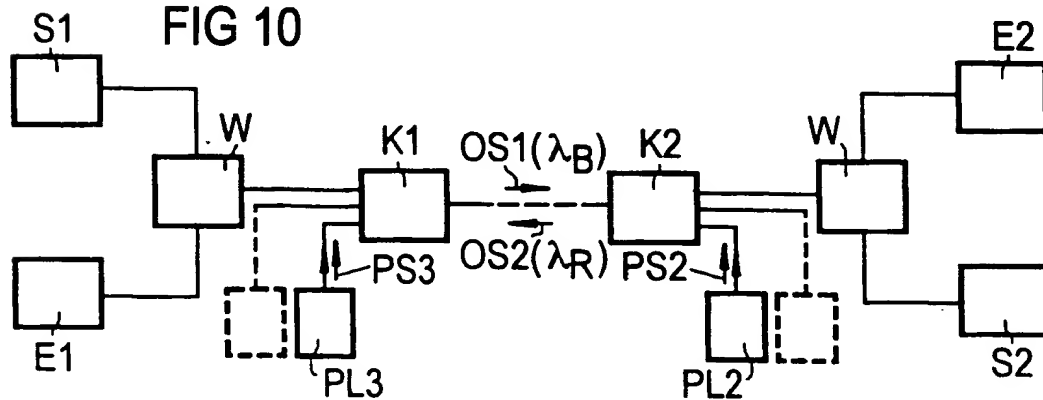 FIG 10
S1
E2
W
K1
OS1(λB)
K2
W
OS2(λR)
PS3
PS2
E1
PL3
PL2
S2